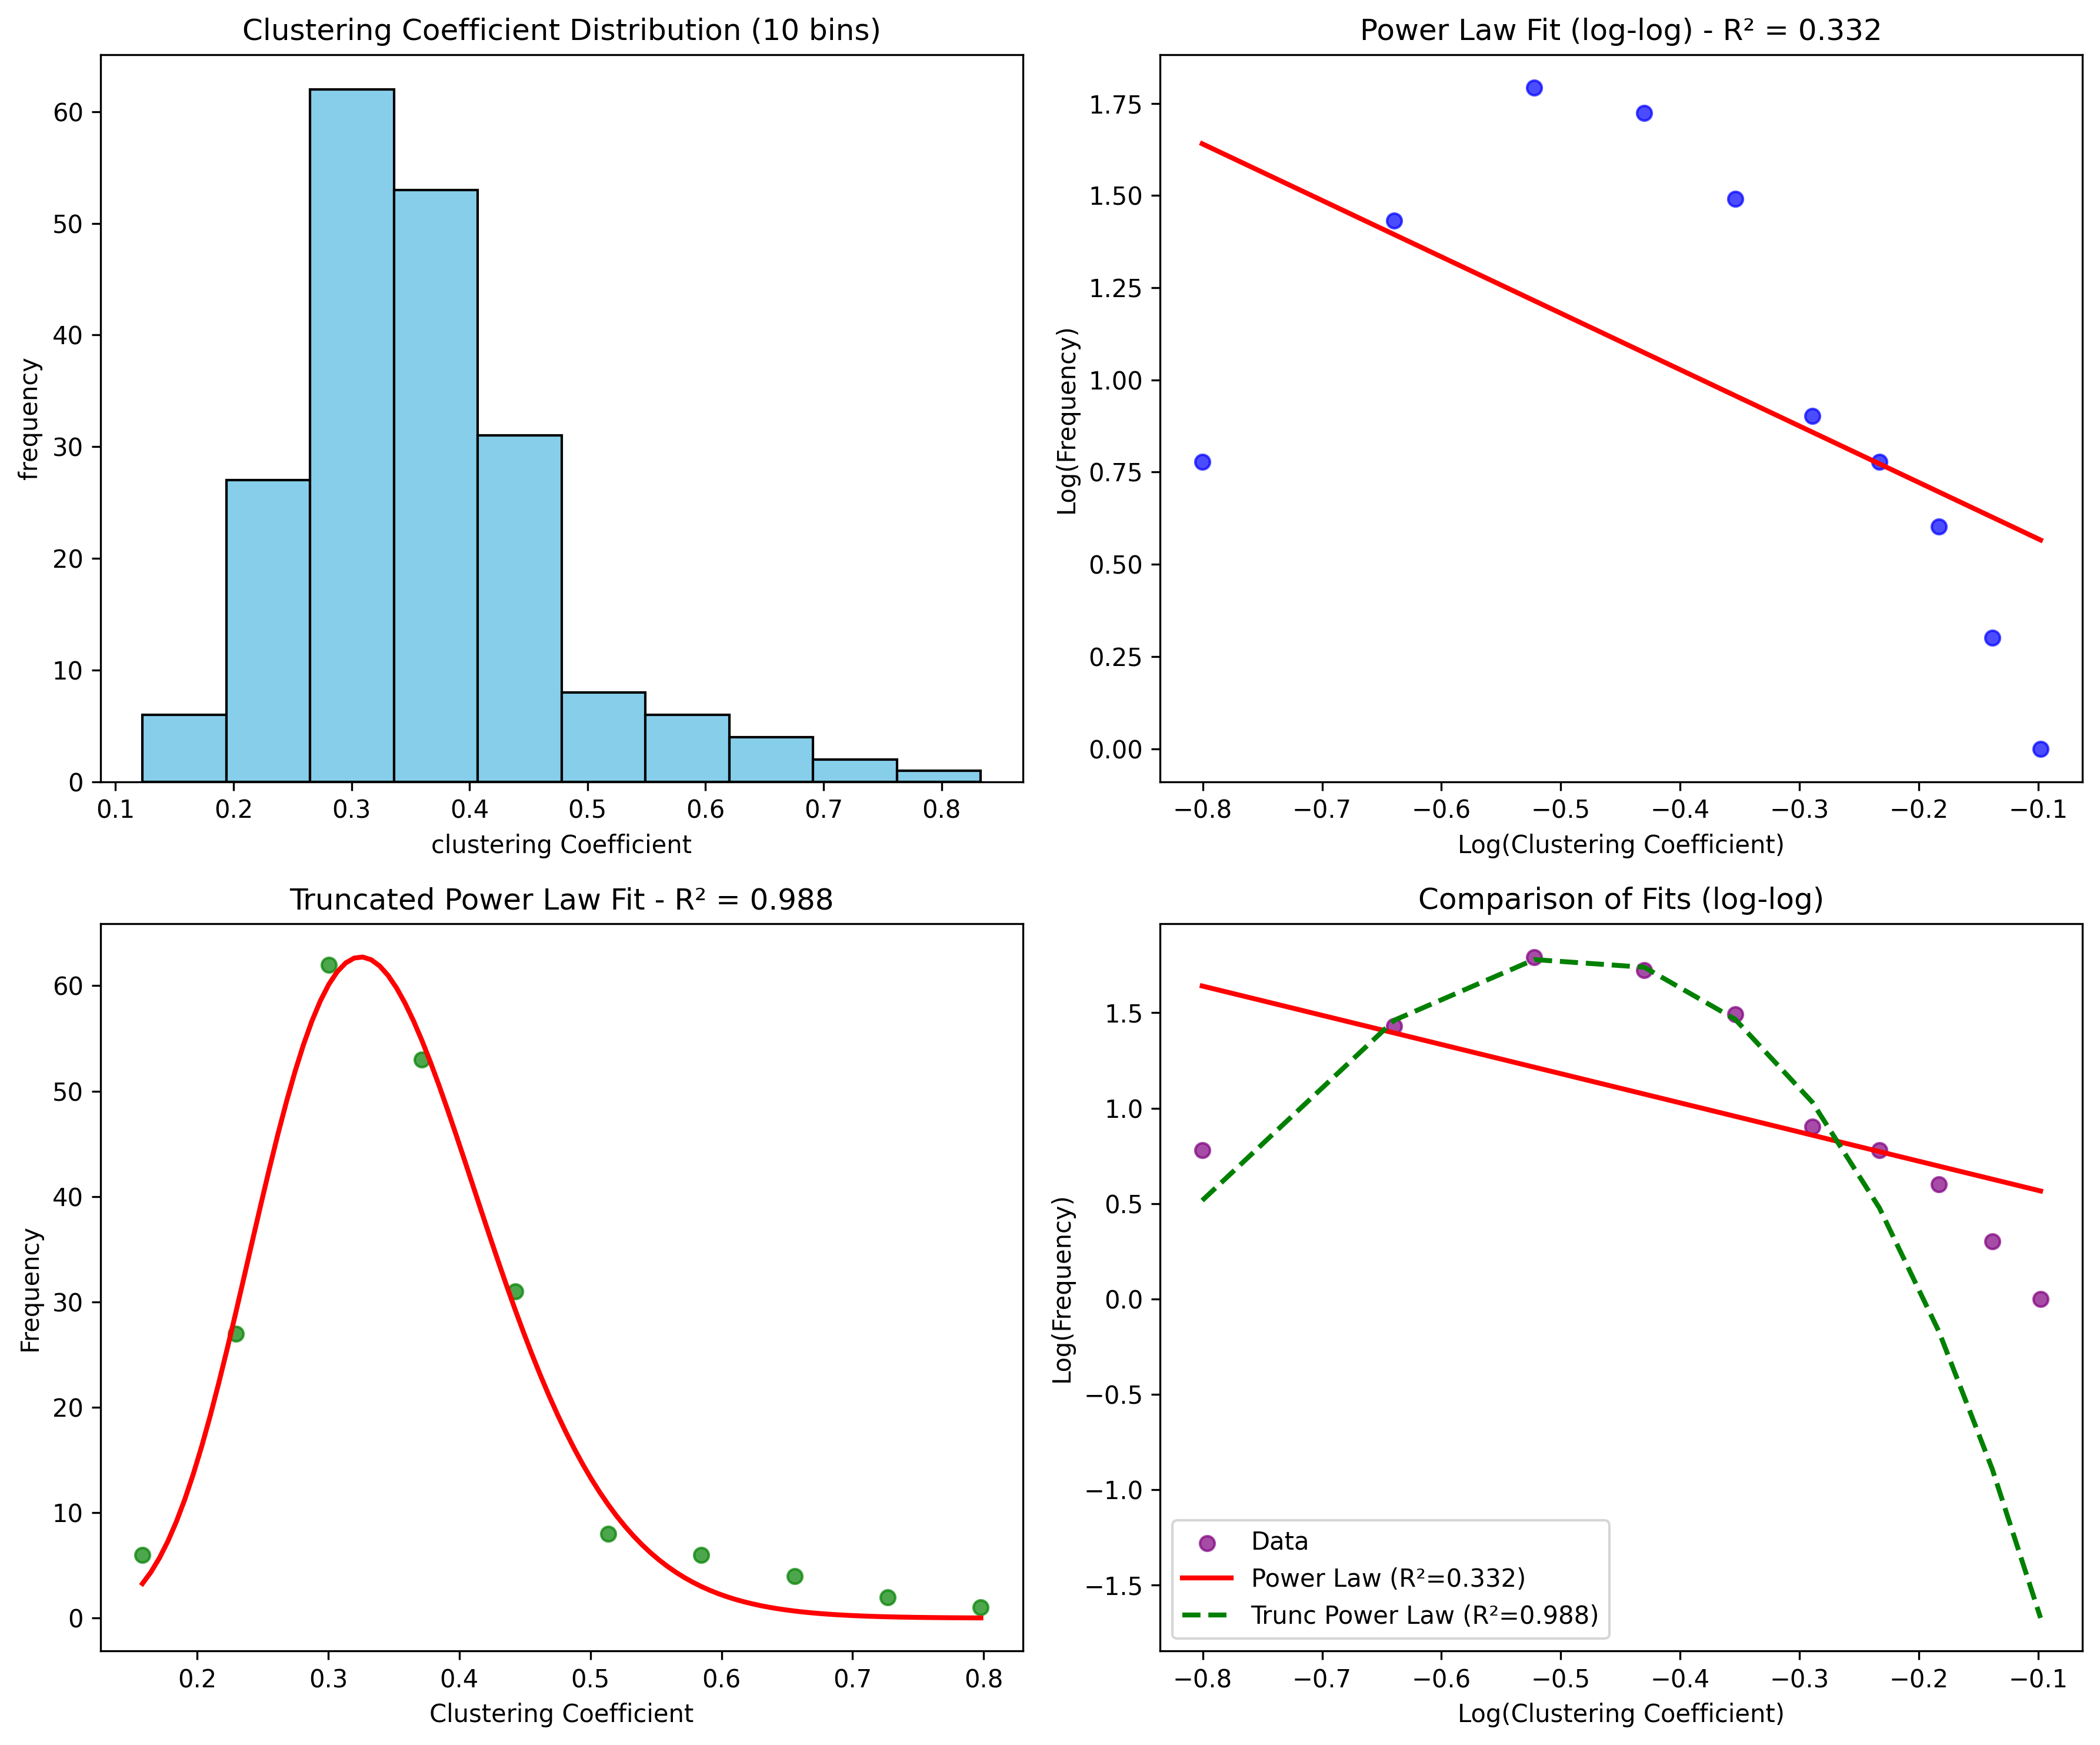 Clustering Coefficient Distribution (10 bins)
frequency
60
50
40
30
20
10
0
0.1 0.2 0.3 0.4 0.5 0.6 0.7 0.8
clustering Coefficient
Power Law Fit (log-log) - R² = 0.332
Log(Frequency)
1.75
1.50
1.25
1.00
0.75
0.50
0.25
0.00
−0.8 −0.7 −0.6 −0.5 −0.4 −0.3 −0.2 −0.1
Log(Clustering Coefficient)
Truncated Power Law Fit - R² = 0.988
Frequency
60
50
40
30
20
10
0
0.2 0.3 0.4 0.5 0.6 0.7 0.8
Clustering Coefficient
Comparison of Fits (log-log)
Log(Frequency)
1.5
1.0
0.5
0.0
−0.5
−1.0
−1.5
Data
Power Law (R²=0.332)
Trunc Power Law (R²=0.988)
−0.8 −0.7 −0.6 −0.5 −0.4 −0.3 −0.2 −0.1
Log(Clustering Coefficient)